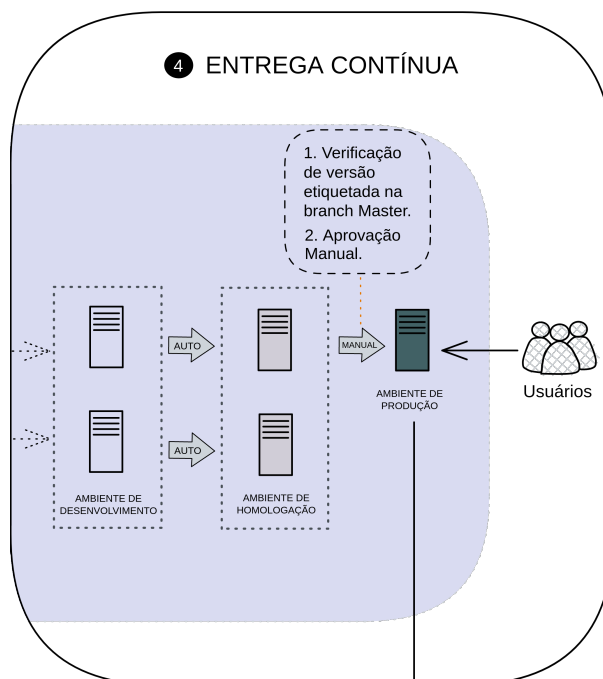 4 ENTREGA CONTÍNUA
1. Verificação
de versão
etiquetada na
branch Master.
2. Aprovação
Manual.
AUTO
MANUAL
AUTO
AMBIENTE DE
PRODUÇÃO
Usuários
AMBIENTE DE
DESENVOLVIMENTO
AMBIENTE DE
HOMOLOGAÇÃO